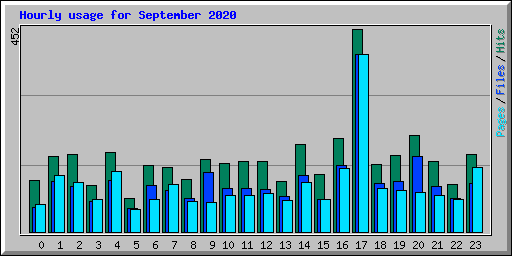 Hourly usage for September 2020
452
Pages / Files / Hits
0 1 2 3 4 5 6 7 8 9 10 11 12 13 14 15 16 17 18 19 20 21 22 23